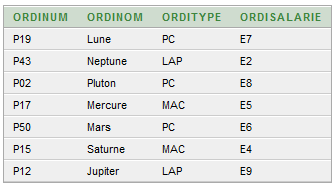 ORDINUM ORDINOM ORDITYPE ORDISALARIE
P19 Lune PC E7
P43 Neptune LAP E2
P02 Pluton PC E8
P17 Mercure MAC E5
P50 Mars PC E6
P15 Saturne MAC E4
P12 Jupiter LAP E9